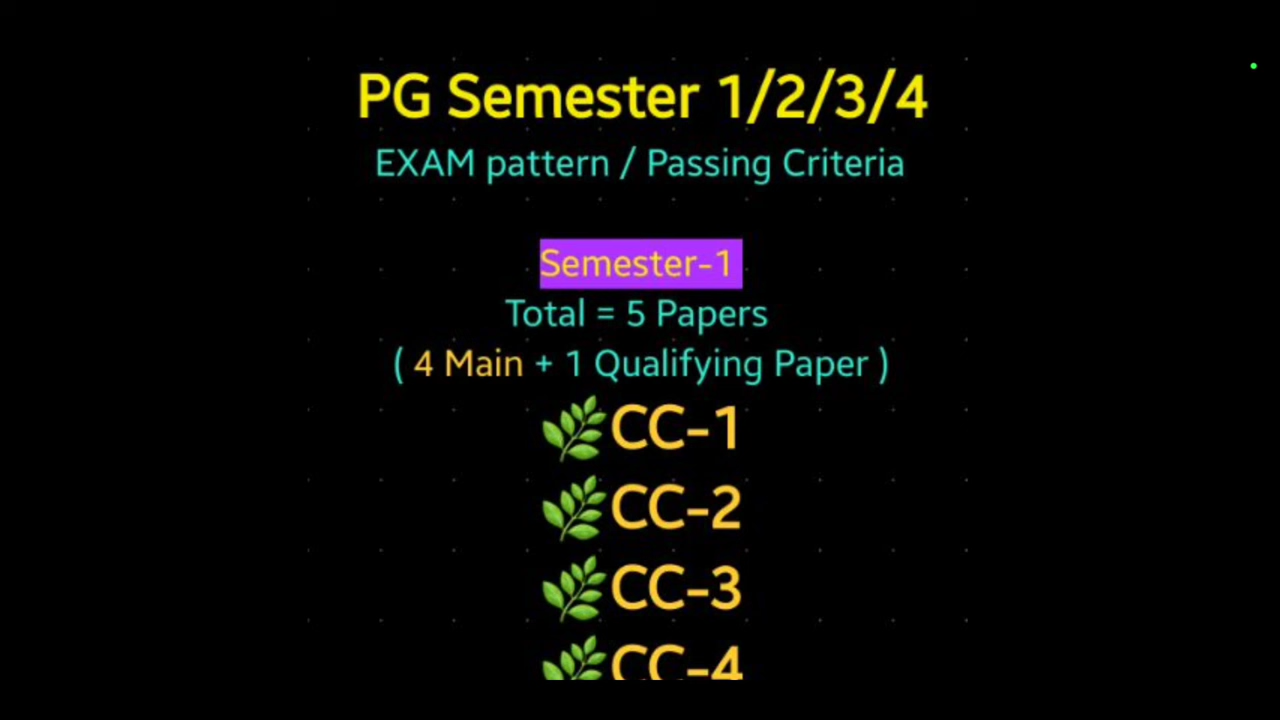 PG Semester 1/2/3/4
EXAM pattern / Passing Criteria
Semester-1
Total = 5 Papers
( 4 Main + 1 Qualifying Paper )
🌿CC-1
🌿CC-2
🌿CC-3
🌿CC-4